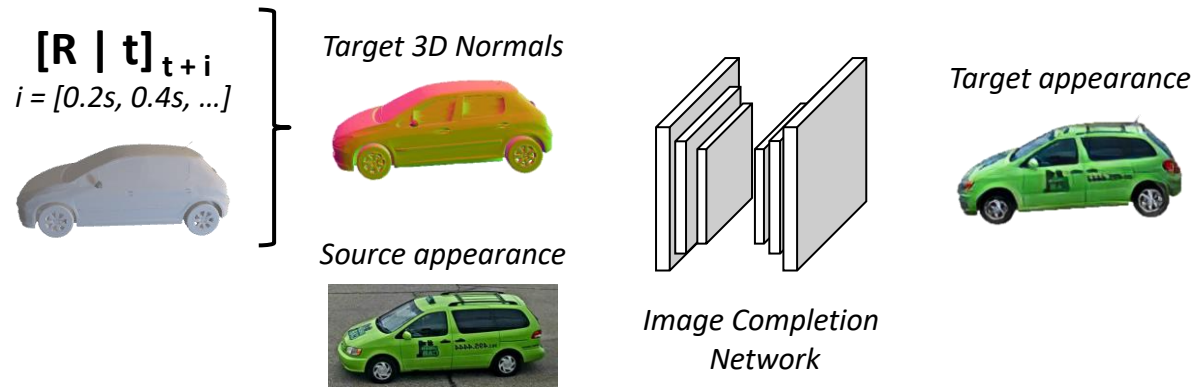 [R | t] t + i
i = [0.2s, 0.4s, …]
Target 3D Normals
Source appearance
Image Completion
Network
Target appearance